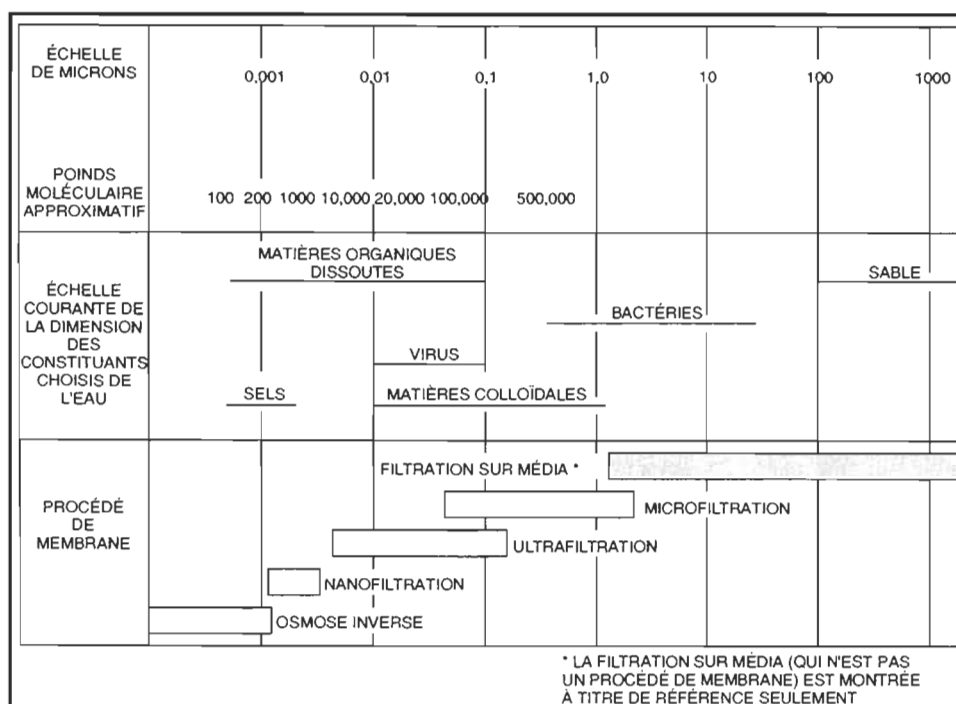 ÉCHELLE
DE MICRONS
0,001 0,01 0,1 1,0 10 100 1000
POINDS
MOLÉCULAIRE
APPROXIMATIF
100 200 1000 10,000 20,000 100,000 500,000
ÉCHELLE
COURANTE DE
LA DIMENSION
DES
CONSTITUANTS
CHOISIS DE
L'EAU
MATIÈRES ORGANIQUES
DISSOUTES
SABLE
BACTÉRIES
VIRUS
SELS
MATIÈRES COLLOÏDALES
PROCÉDÉ
DE
MEMBRANE
FILTRATION SUR MÉDIA *
MICROFILTRATION
ULTRAFILTRATION
NANOFILTRATION
OSMOSE INVERSE
* LA FILTRATION SUR MÉDIA (QUI N'EST PAS
UN PROCÉDÉ DE MEMBRANE) EST MONTRÉE
À TITRE DE RÉFÉRENCE SEULEMENT